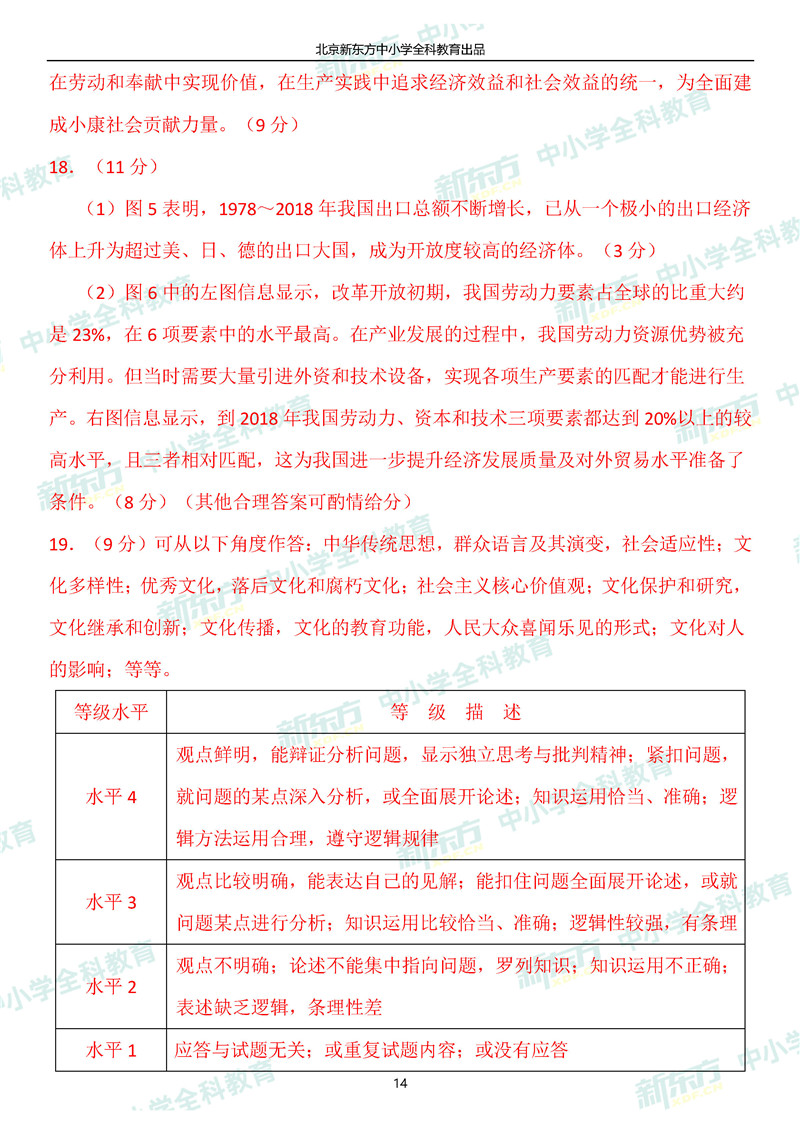 北京新东方中小学全科教育出品
在劳动和奉献中实现价值，在生产实践中追求经济效益和社会效益的统一，为全面建
成小康社会贡献力量。（9 分）
18．（11 分）
（1）图 5 表明，1978～2018 年我国出口总额不断增长，已从一个极小的出口经济
体上升为超过美、日、德的出口大国，成为开放度较高的经济体。（3 分）
（2）图 6 中的左图信息显示，改革开放初期，我国劳动力要素占全球的比重大约
是 23%，在 6 项要素中的水平最高。在产业发展的过程中，我国劳动力资源优势被充
分利用。但当时需要大量引进外资和技术设备，实现各项生产要素的匹配才能进行生
产。右图信息显示，到 2018 年我国劳动力、资本和技术三项要素都达到 20%以上的较
高水平，且三者相对匹配，这为我国进一步提升经济发展质量及对外贸易水平准备了
条件。（8 分）（其他合理答案可酌情给分）
19．（9 分）可从以下角度作答：中华传统思想，群众语言及其演变，社会适应性；文
化多样性；优秀文化，落后文化和腐朽文化；社会主义核心价值观；文化保护和研究，
文化继承和创新；文化传播，文化的教育功能，人民大众喜闻乐见的形式；文化对人
的影响；等等。
等级水平 等 级 描 述
观点鲜明，能辩证分析问题，显示独立思考与批判精神；紧扣问题，
水平 4 就问题的某点深入分析，或全面展开论述；知识运用恰当、准确；逻
辑方法运用合理，遵守逻辑规律
观点比较明确，能表达自己的见解；能扣住问题全面展开论述，或就
水平 3
问题某点进行分析；知识运用比较恰当、准确；逻辑性较强，有条理
观点不明确；论述不能集中指向问题，罗列知识；知识运用不正确；
水平 2
表述缺乏逻辑，条理性差
水平 1 应答与试题无关；或重复试题内容；或没有应答
14
新东方 中小学全科教育